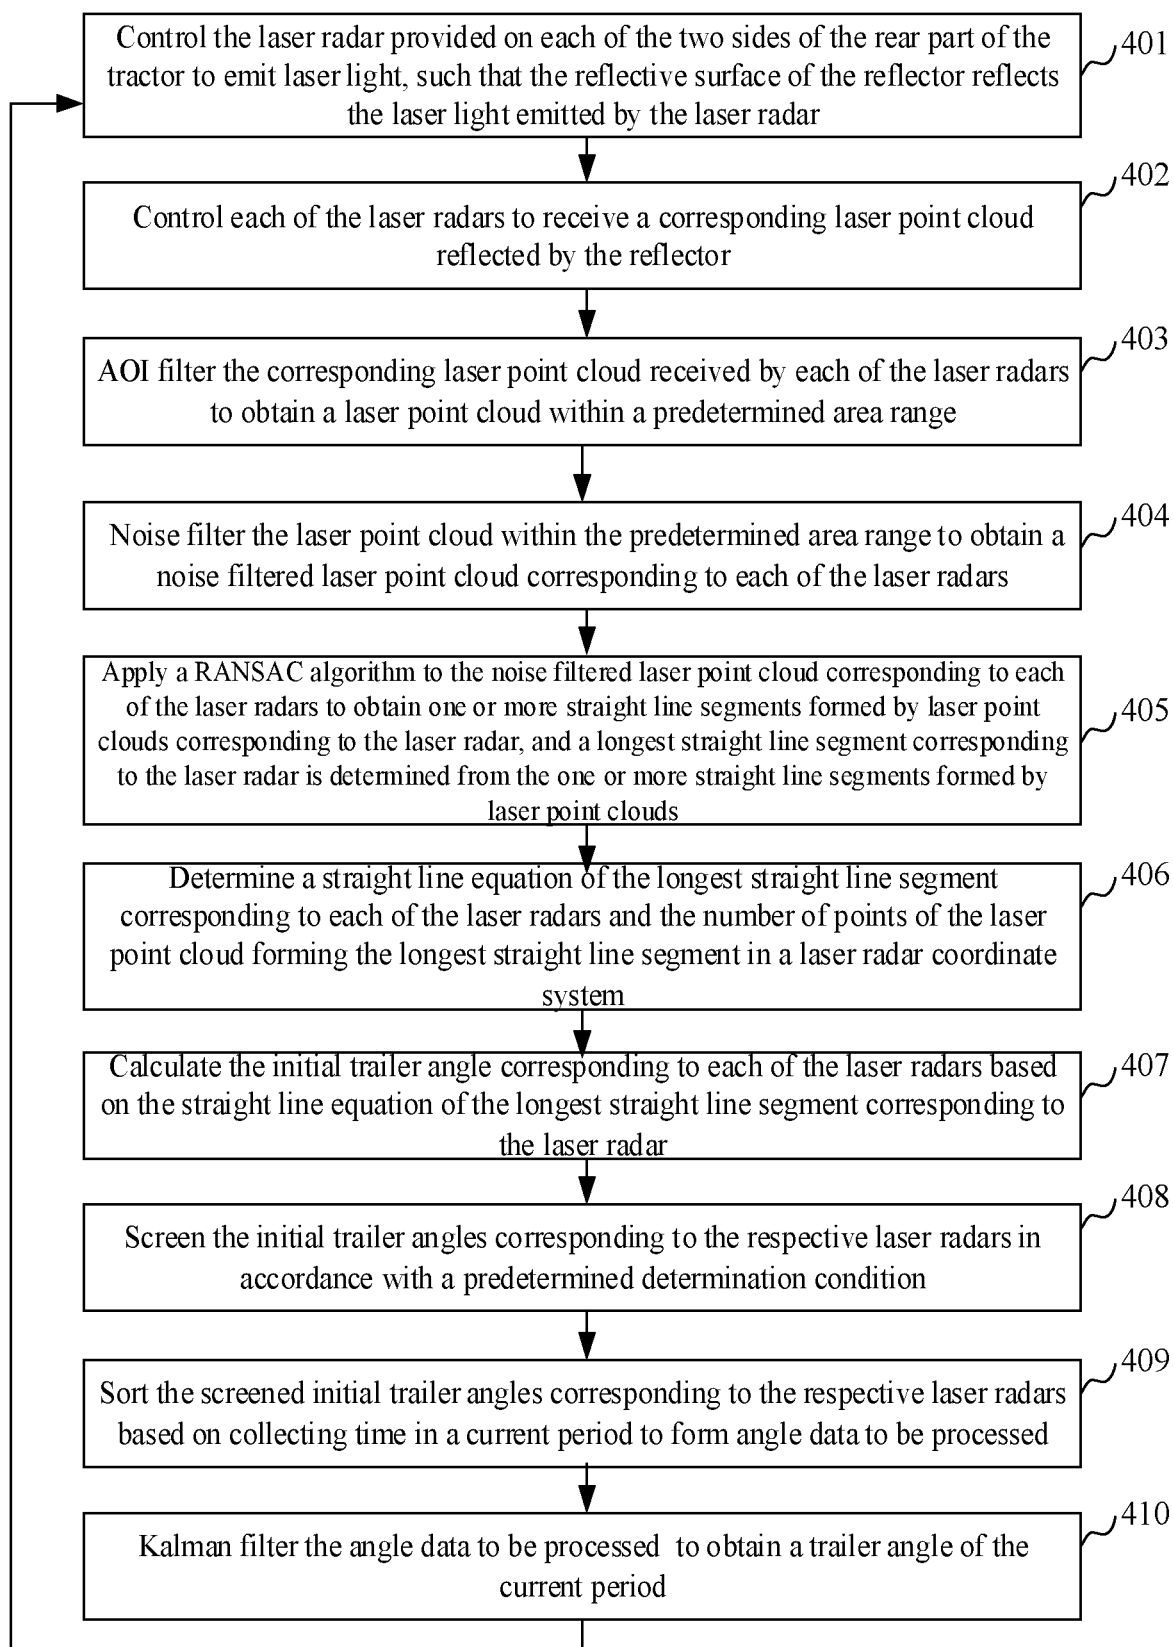 Control the laser radar provided on each of the two sides of the rear part of the
tractor to emit laser light, such that the reflective surface of the reflector reflects
the laser light emitted by the laser radar
401
Control each of the laser radars to receive a corresponding laser point cloud
reflected by the reflector
402
AOI filter the corresponding laser point cloud received by each of the laser radars
to obtain a laser point cloud within a predetermined area range
403
Noise filter the laser point cloud within the predetermined area range to obtain a
noise filtered laser point cloud corresponding to each of the laser radars
404
Apply a RANSAC algorithm to the noise filtered laser point cloud corresponding to each
of the laser radars to obtain one or more straight line segments formed by laser point
clouds corresponding to the laser radar, and a longest straight line segment corresponding
to the laser radar is determined from the one or more straight line segments formed by
laser point clouds
405
Determine a straight line equation of the longest straight line segment
corresponding to each of the laser radars and the number of points of the laser
point cloud forming the longest straight line segment in a laser radar coordinate
system
406
Calculate the initial trailer angle corresponding to each of the laser radars based
on the straight line equation of the longest straight line segment corresponding to
the laser radar
407
Screen the initial trailer angles corresponding to the respective laser radars in
accordance with a predetermined determination condition
408
Sort the screened initial trailer angles corresponding to the respective laser radars
based on collecting time in a current period to form angle data to be processed
409
Kalman filter the angle data to be processed to obtain a trailer angle of the
current period
410